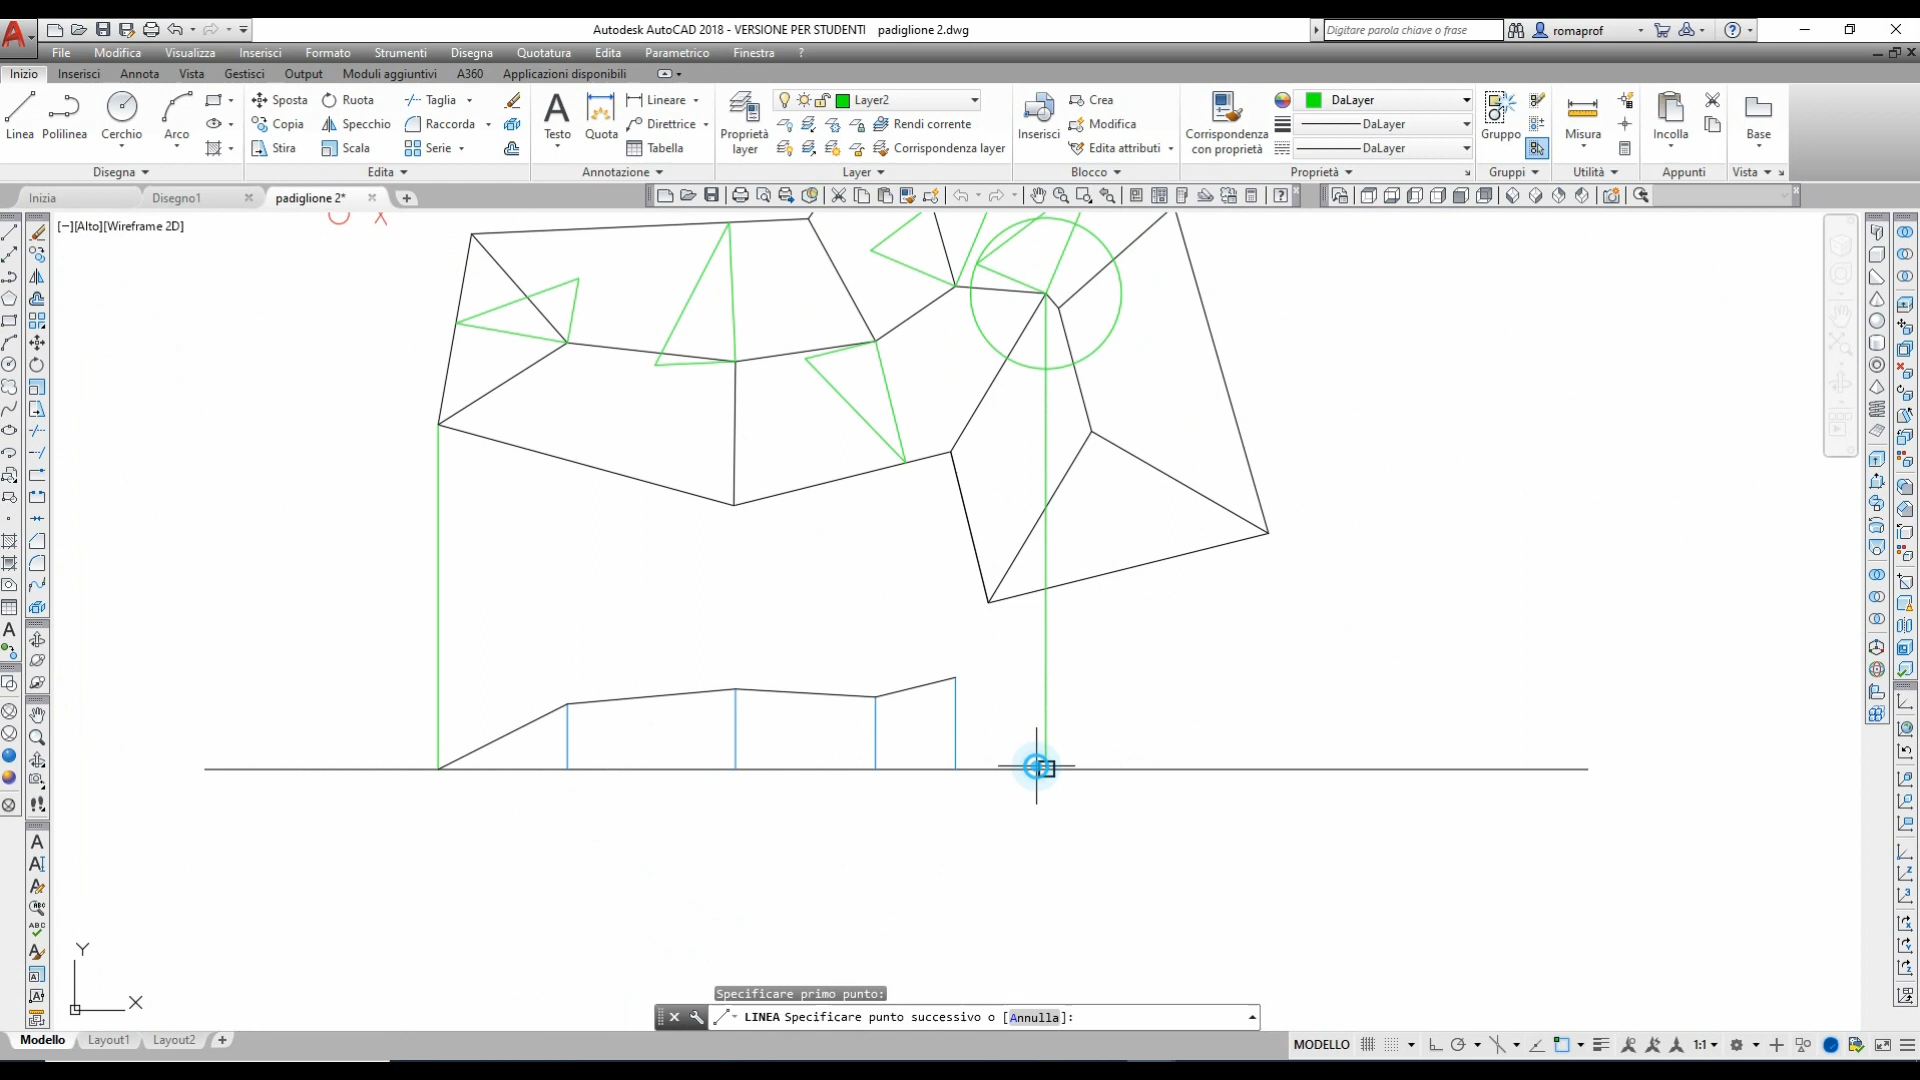 Autodesk AutoCAD 2018 - VERSIONE PER STUDENTI padiglione 2.dwg
Digitare parola chiave o frase
romaprof
File Modifica Visualizza Inserisci Formato Strumenti Disegna Quotatura Edita Parametrico Finestra ?
Inizio Inserisci Annota Vista Gestisci Output Moduli aggiuntivi A360 Applicazioni disponibili
Linea Polilinea Cerchio Arco
Sposta Ruota Taglia
Copia Specchio Raccorda
Stira Scala Serie
Testo Quota
Lineare
Direttrice
Tabella
Proprietà layer
Layer2
Rendi corrente
Corrispondenza layer
Inserisci
Crea
Modifica
Edita attributi
Corrispondenza con proprietà
DaLayer
DaLayer
DaLayer
Gruppo Misura Incolla Base
Disegna Edita Annotazione Layer Blocco Proprietà Gruppi Utilità Appunti Vista
Inizia Disegno1 padiglione 2*
[−][Alto][Wireframe 2D]
Y
X
Specificare primo punto:
LINEA Specificare punto successivo o [Annulla]:
Modello Layout1 Layout2
MODELLO 1:1